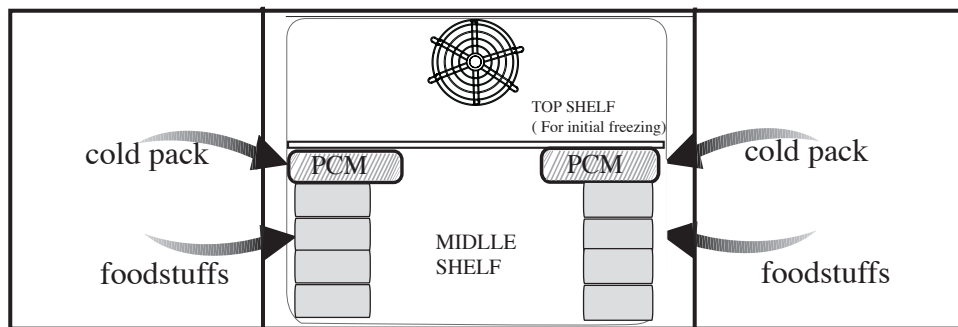 TOP SHELF
( For initial freezing)
cold pack
PCM
PCM
cold pack
MIDLLE
SHELF
foodstuffs
foodstuffs